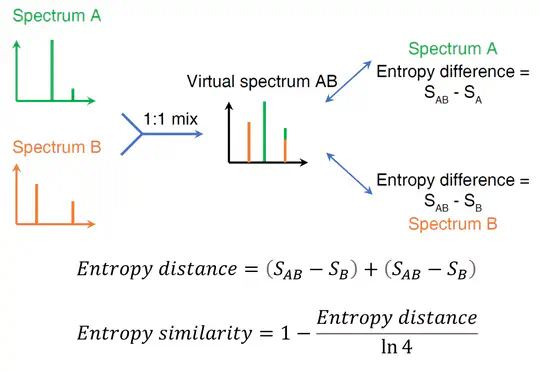 Spectrum A
Spectrum B
1:1 mix
Virtual spectrum AB
Spectrum A
Entropy difference =
S_AB - S_A
Entropy difference =
S_AB - S_B
Spectrum B
Entropy distance = (S_AB − S_B) + (S_AB − S_B)
Entropy similarity = 1 − Entropy distance
ln 4